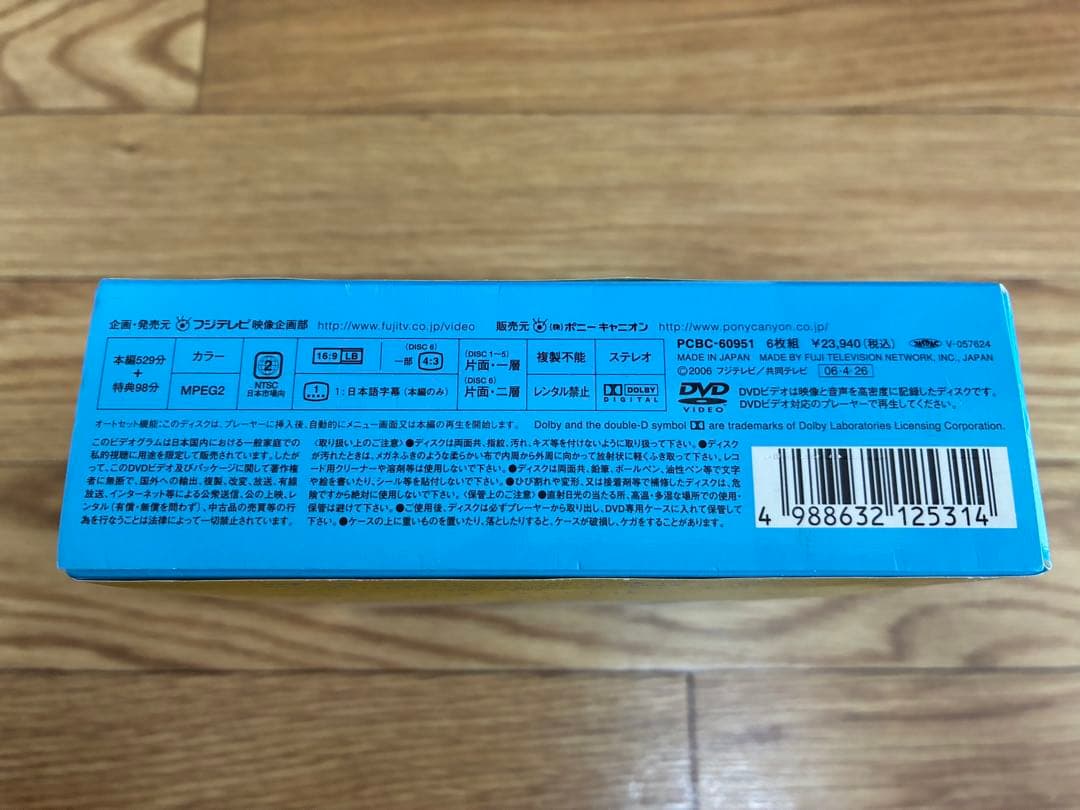 企画・発売元 フジテレビ映像企画部 http://www.fujitv.co.jp/video 販売元 (株)ポニーキャニオン http://www.ponycanyon.co.jp/
本編529分
+
特典98分
カラー
MPEG2
2
NTSC
日本市場向
16:9 LB
(DISC 6)
一部 4:3
1 1:日本語字幕(本編のみ)
(DISC 1~5)
片面・一層
(DISC 6)
片面・二層
複製不能
レンタル禁止
ステレオ
DOLBY
DIGITAL
PCBC-60951 6枚組 ¥23,940(税込) V-057624
MADE IN JAPAN MADE BY FUJI TELEVISION NETWORK, INC., JAPAN
©2006 フジテレビ/共同テレビ 06・4・26
DVD
VIDEO
DVDビデオは映像と音声を高密度に記録したディスクです。
DVDビデオ対応のプレーヤーで再生してください。
オートセット機能:このディスクは、プレーヤーに挿入後、自動的にメニュー画面又は本編の再生を開始します。 Dolby and the double-D symbol are trademarks of Dolby Laboratories Licensing Corporation.
このビデオグラムは日本国内における一般家庭での
私的視聴に用途を限定して販売されています。したが
って、このDVDビデオ及びパッケージに関して著作権
者に無断で、国外への輸出、複製、改変、放送、有線
放送、インターネット等による公衆送信、公の上映、レ
ンタル(有償・無償を問わず)、中古品の売買等の行
為を行なうことは法律によって一切禁止されています。
〈取り扱い上のご注意〉●ディスクは両面共、指紋、汚れ、キズ等を付けないように取り扱って下さい。●ディスク
が汚れたときは、メガネふきのような柔らかい布で内周から外周に向かって放射状に軽くふき取って下さい。レコ
ード用クリーナーや溶剤等は使用しないで下さい。●ディスクは両面共、鉛筆、ボールペン、油性ペン等で文字
や絵を書いたり、シール等を貼付しないで下さい。●ひび割れや変形、又は接着剤等で補修したディスクは、危
険ですから絶対に使用しないで下さい。〈保管上のご注意〉●直射日光の当たる所、高温・多湿な場所での使用・
保管は避けて下さい。●ご使用後、ディスクは必ずプレーヤーから取り出し、DVD専用ケースに入れて保管して
下さい。●ケースの上に重いものを置いたり、落としたりすると、ケースが破損し、ケガをすることがあります。
4 988632 125314